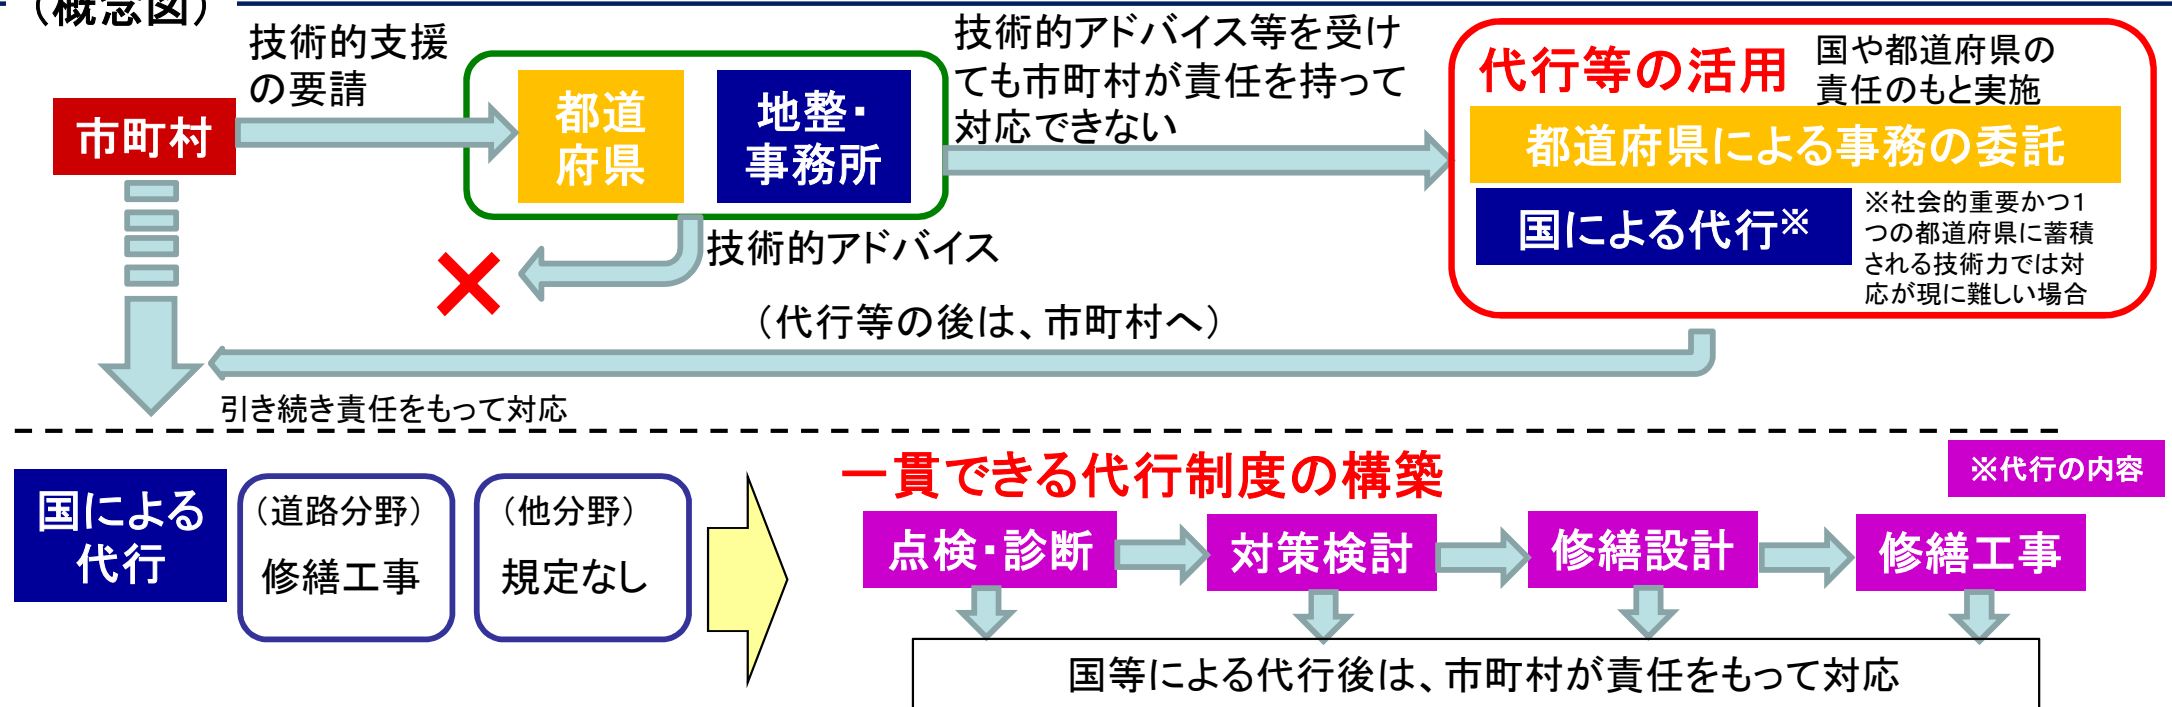 （概念図）
技術的支援
の要請
市町村
都道
府県
地整・
事務所
技術的アドバイス等を受け
ても市町村が責任を持って
対応できない
代行等の活用
国や都道府県の
責任のもと実施
都道府県による事務の委託
国による代行※
※社会的重要かつ1
つの都道府県に蓄積
される技術力では対
応が現に難しい場合
技術的アドバイス
（代行等の後は、市町村へ）
引き続き責任をもって対応
国による
代行
（道路分野）
修繕工事
（他分野）
規定なし
一貫できる代行制度の構築
※代行の内容
点検・診断
対策検討
修繕設計
修繕工事
国等による代行後は、市町村が責任をもって対応